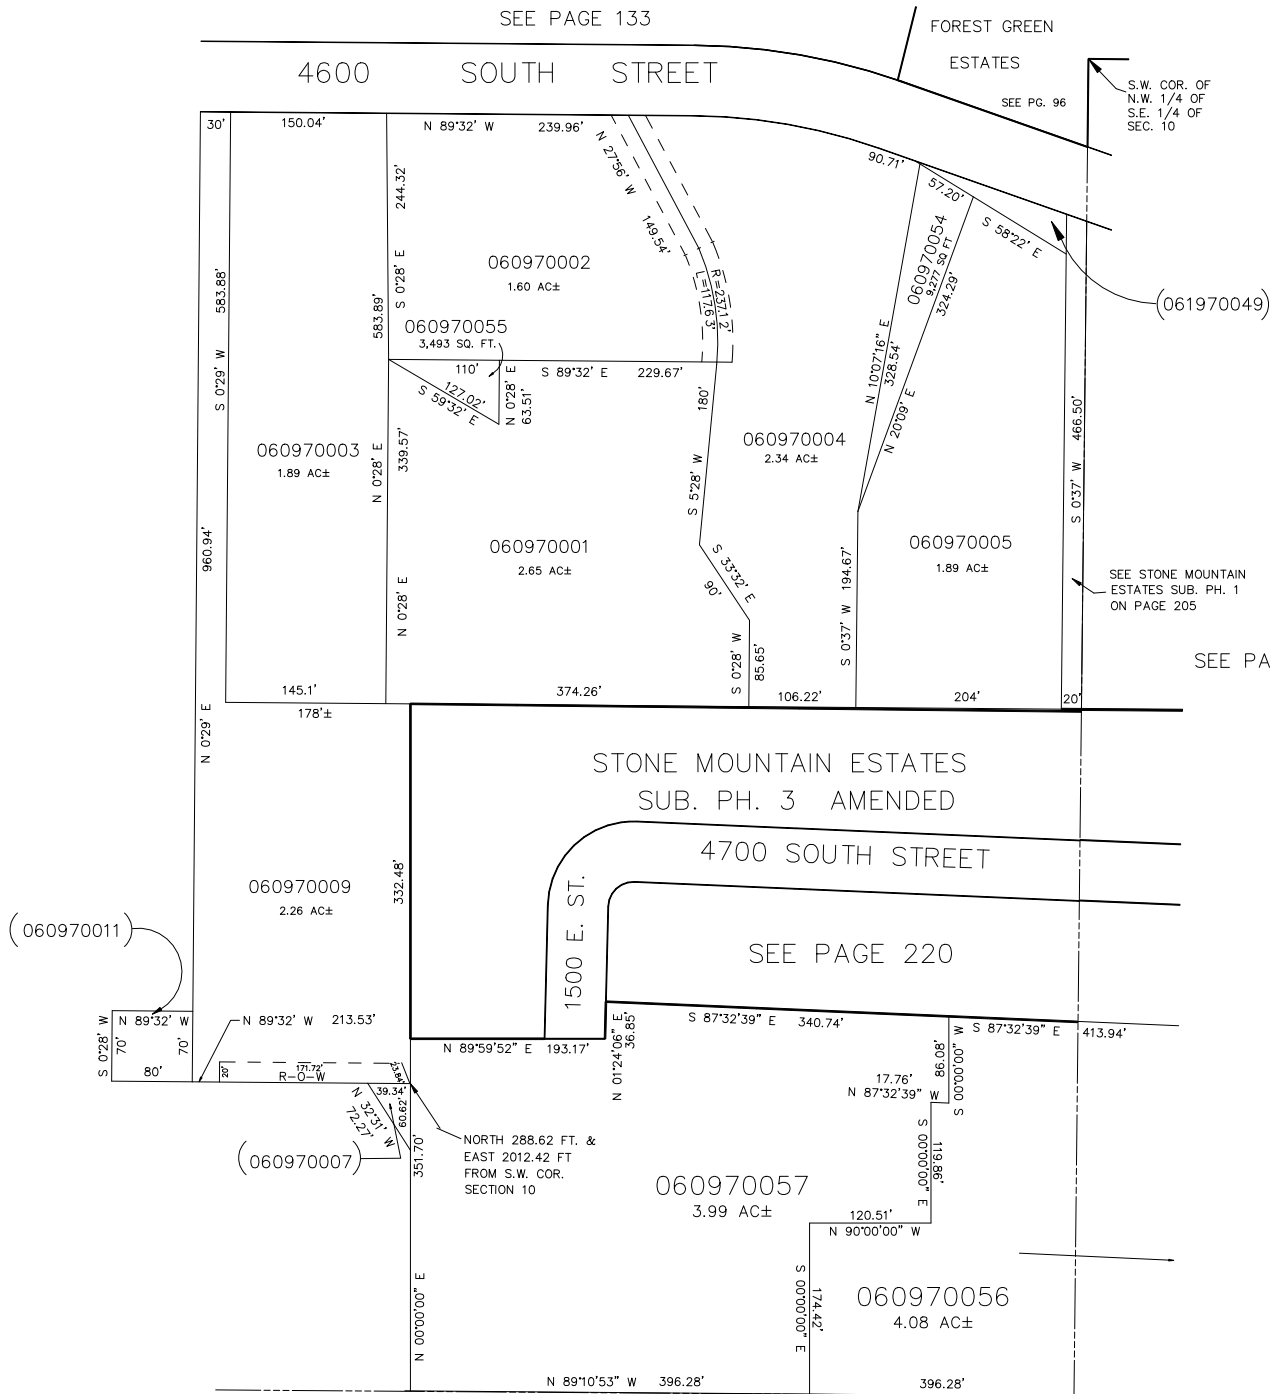 SEE PAGE 133
FOREST GREEN
ESTATES
SEE PG. 96
S.W. COR. OF
N.W. 1/4 OF
S.E. 1/4 OF
SEC. 10
4600 SOUTH STREET
30'
150.04'
N 89°32' W 239.96'
N 27°56' W 149.54'
90.71'
57.20'
S 58°22' E
S 0°28' E 244.32'
S 0°29' W 583.88'
583.89'
060970002
1.60 AC±
R=237.12'
L=117.63'
060970054
9,277 SQ FT
324.29'
N 20°09' E
N 10°07'16" E
328.54'
(061970049)
060970055
3,493 SQ. FT.
110'
S 89°32' E 229.67'
127.02'
S 59°32' E
N 0°28' E
63.51'
180'
S 5°28' W
060970003
1.89 AC±
N 0°28' E
339.57'
060970004
2.34 AC±
S 0°37' W 466.50'
960.94'
060970001
2.65 AC±
060970005
1.89 AC±
S 33°32' E
90'
N 0°28' E
S 0°37' W 194.67'
SEE STONE MOUNTAIN
ESTATES SUB. PH. 1
ON PAGE 205
S 0°28' W
85.65'
SEE PA
145.1'
374.26'
106.22'
204'
20'
178'±
N 0°29' E
STONE MOUNTAIN ESTATES
SUB. PH. 3 AMENDED
4700 SOUTH STREET
332.48'
060970009
2.26 AC±
(060970011)
1500 E. ST.
SEE PAGE 220
N 89°32' W
S 0°28' W
70'
70'
80'
N 89°32' W 213.53'
N 89°59'52" E 193.17'
N 01°24'06" E
36.85'
S 87°32'39" E 340.74'
S 87°32'39" E 413.94'
20'
171.72'
R-O-W
23.84'
39.34'
60.62'
N 32°31' W
72.27'
17.76'
N 87°32'39" W
S 00°00'00" W
86.08'
(060970007)
351.70'
NORTH 288.62 FT. &
EAST 2012.42 FT
FROM S.W. COR.
SECTION 10
S 00°00'00" E
119.86'
060970057
3.99 AC±
120.51'
N 90°00'00" W
N 00°00'00" E
S 00°00'00" E
174.42'
060970056
4.08 AC±
N 89°10'53" W 396.28'
396.28'